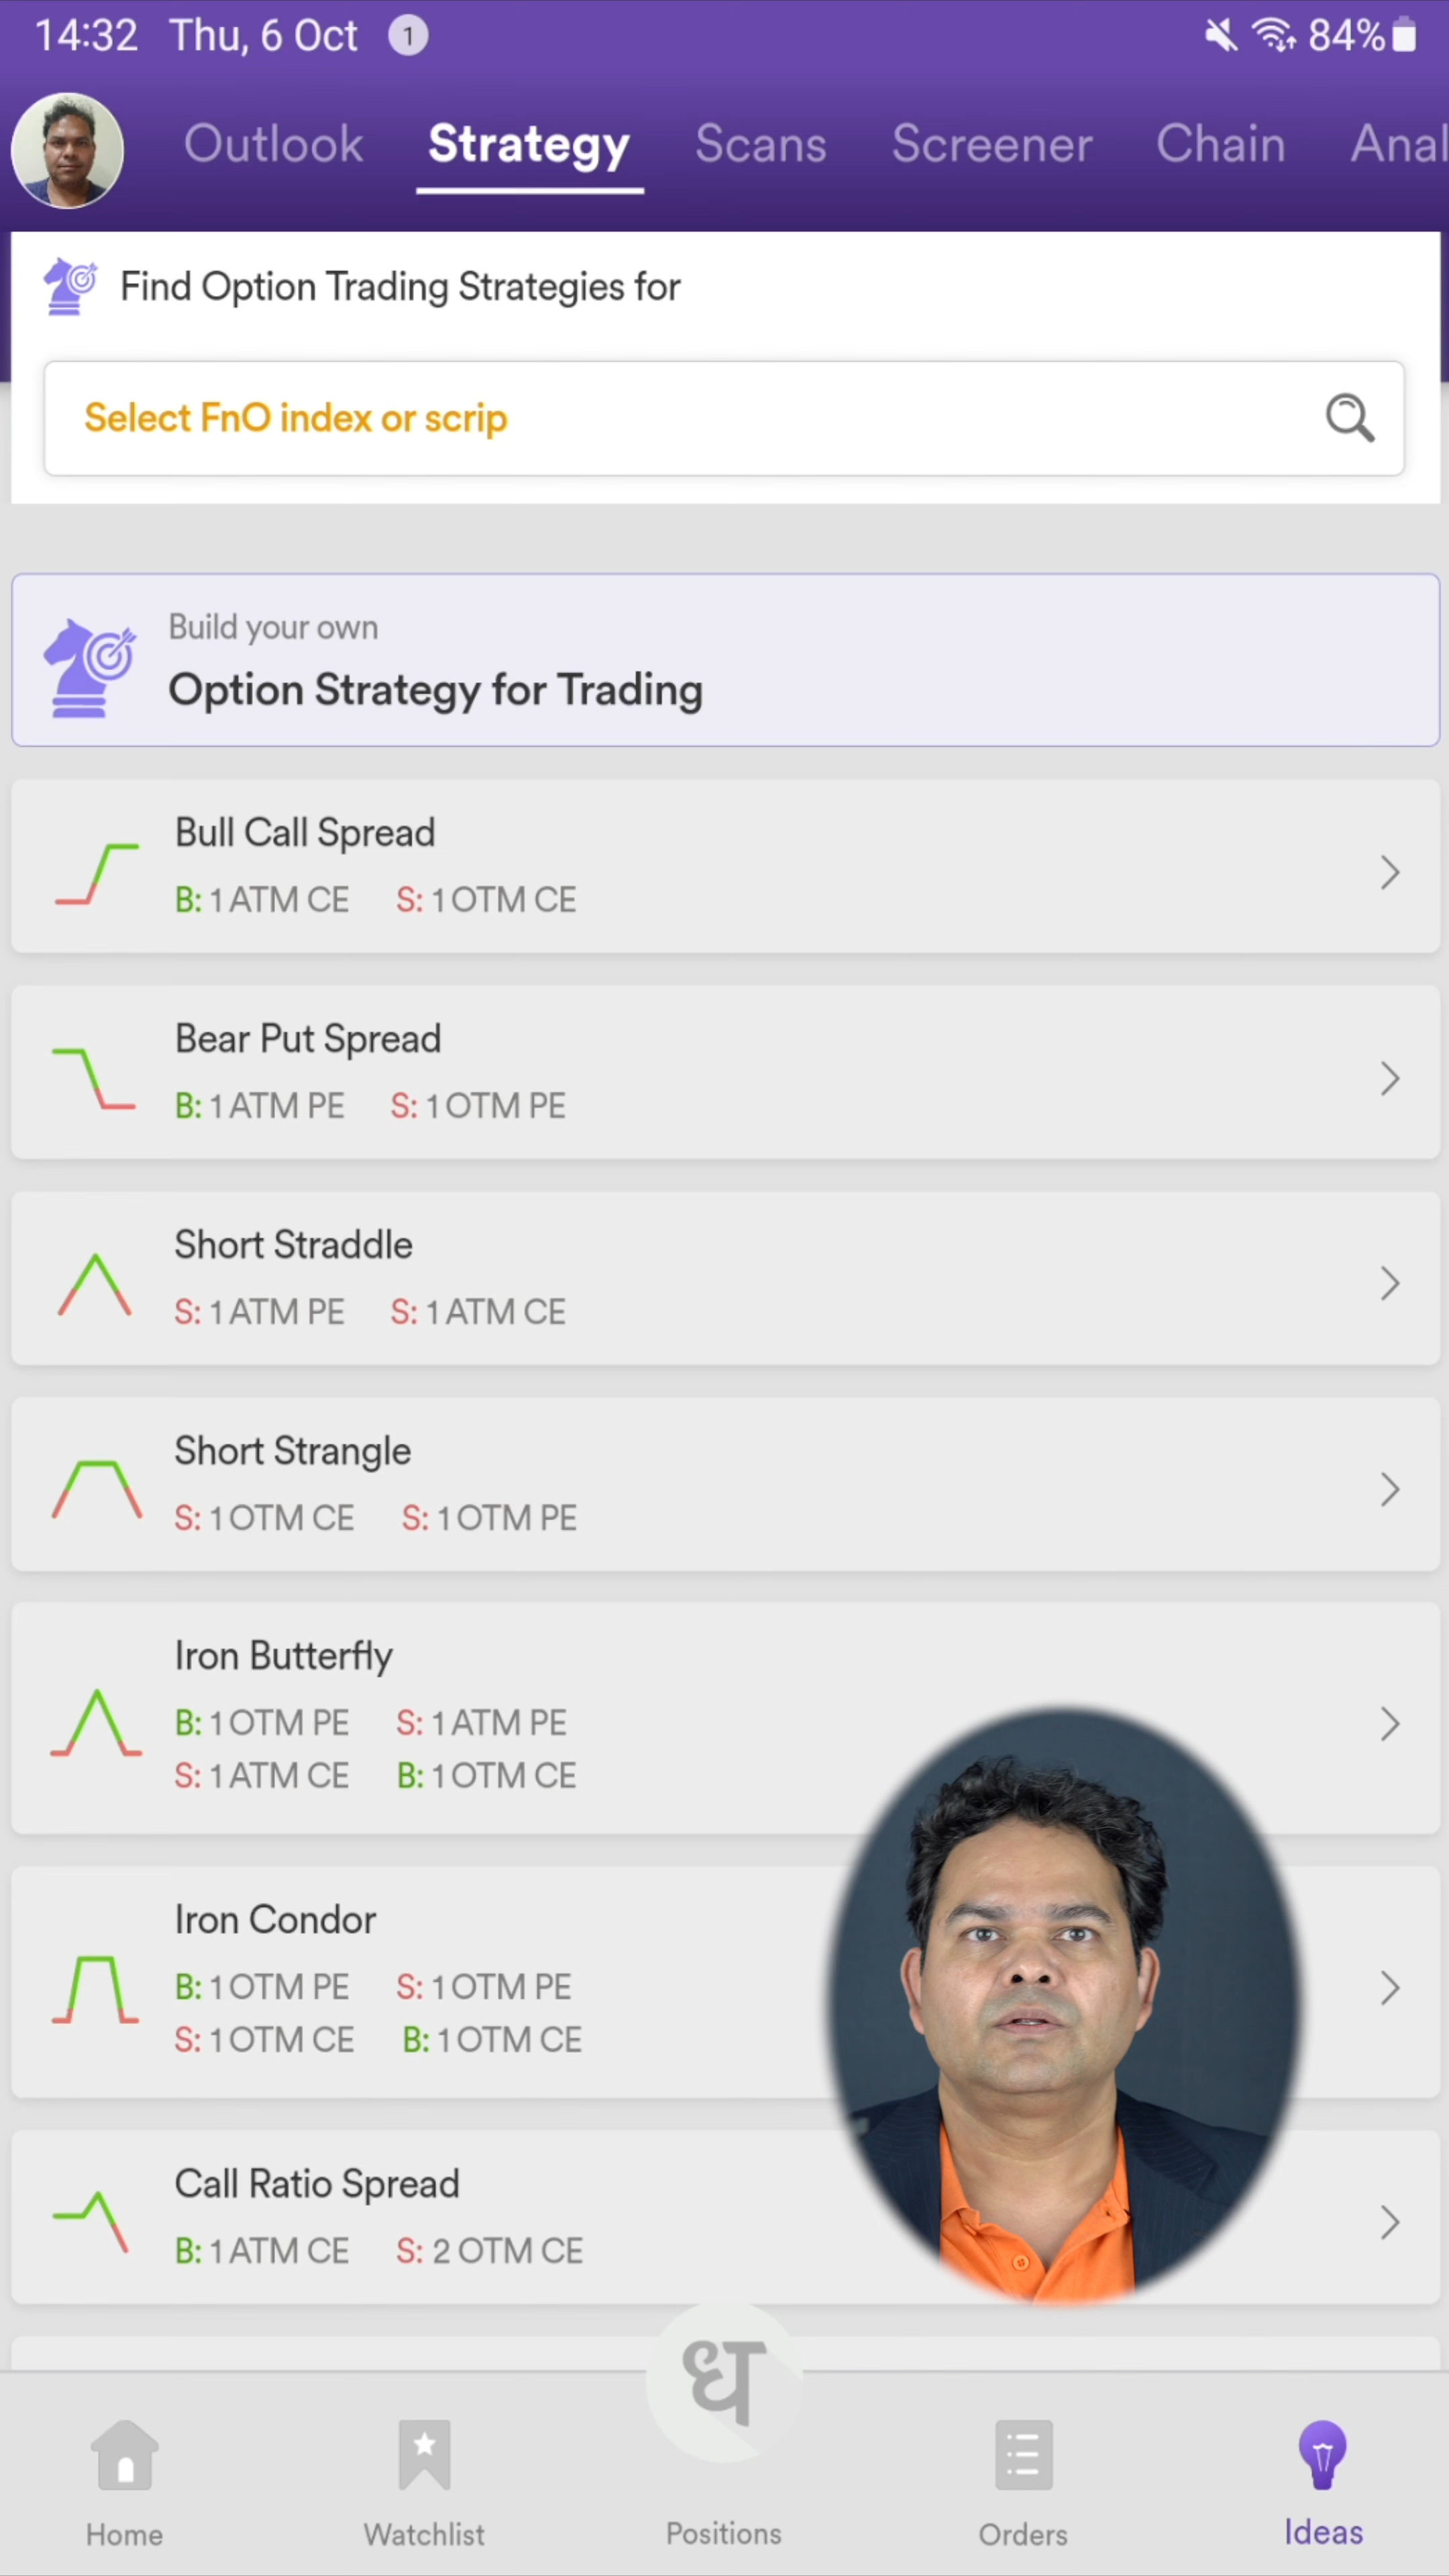 14:32 Thu, 6 Oct 1 84%
Outlook Strategy Scans Screener Chain Anal
Find Option Trading Strategies for
Select FnO index or scrip
Build your own
Option Strategy for Trading
Bull Call Spread
B: 1 ATM CE S: 1 OTM CE
Bear Put Spread
B: 1 ATM PE S: 1 OTM PE
Short Straddle
S: 1 ATM PE S: 1 ATM CE
Short Strangle
S: 1 OTM CE S: 1 OTM PE
Iron Butterfly
B: 1 OTM PE S: 1 ATM PE
S: 1 ATM CE B: 1 OTM CE
Iron Condor
B: 1 OTM PE S: 1 OTM PE
S: 1 OTM CE B: 1 OTM CE
Call Ratio Spread
B: 1 ATM CE S: 2 OTM CE
ध
Home Watchlist Positions Orders Ideas